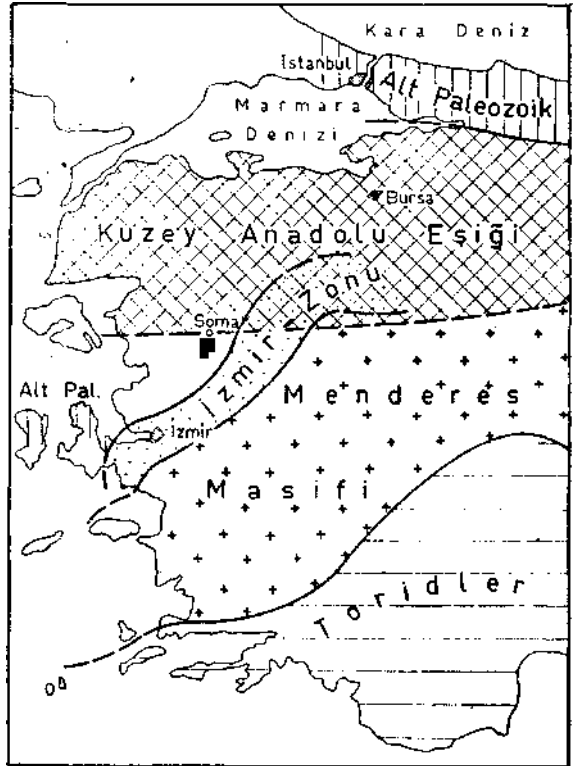 Kara Deniz
İstanbul
Alt Paleozoik
Marmara
Denizi
Bursa
Kuzey Anadolu Eşiği
İzmir Zonu
Soma
Alt Pal.
Menderes
İzmir
Masifi
Toridler